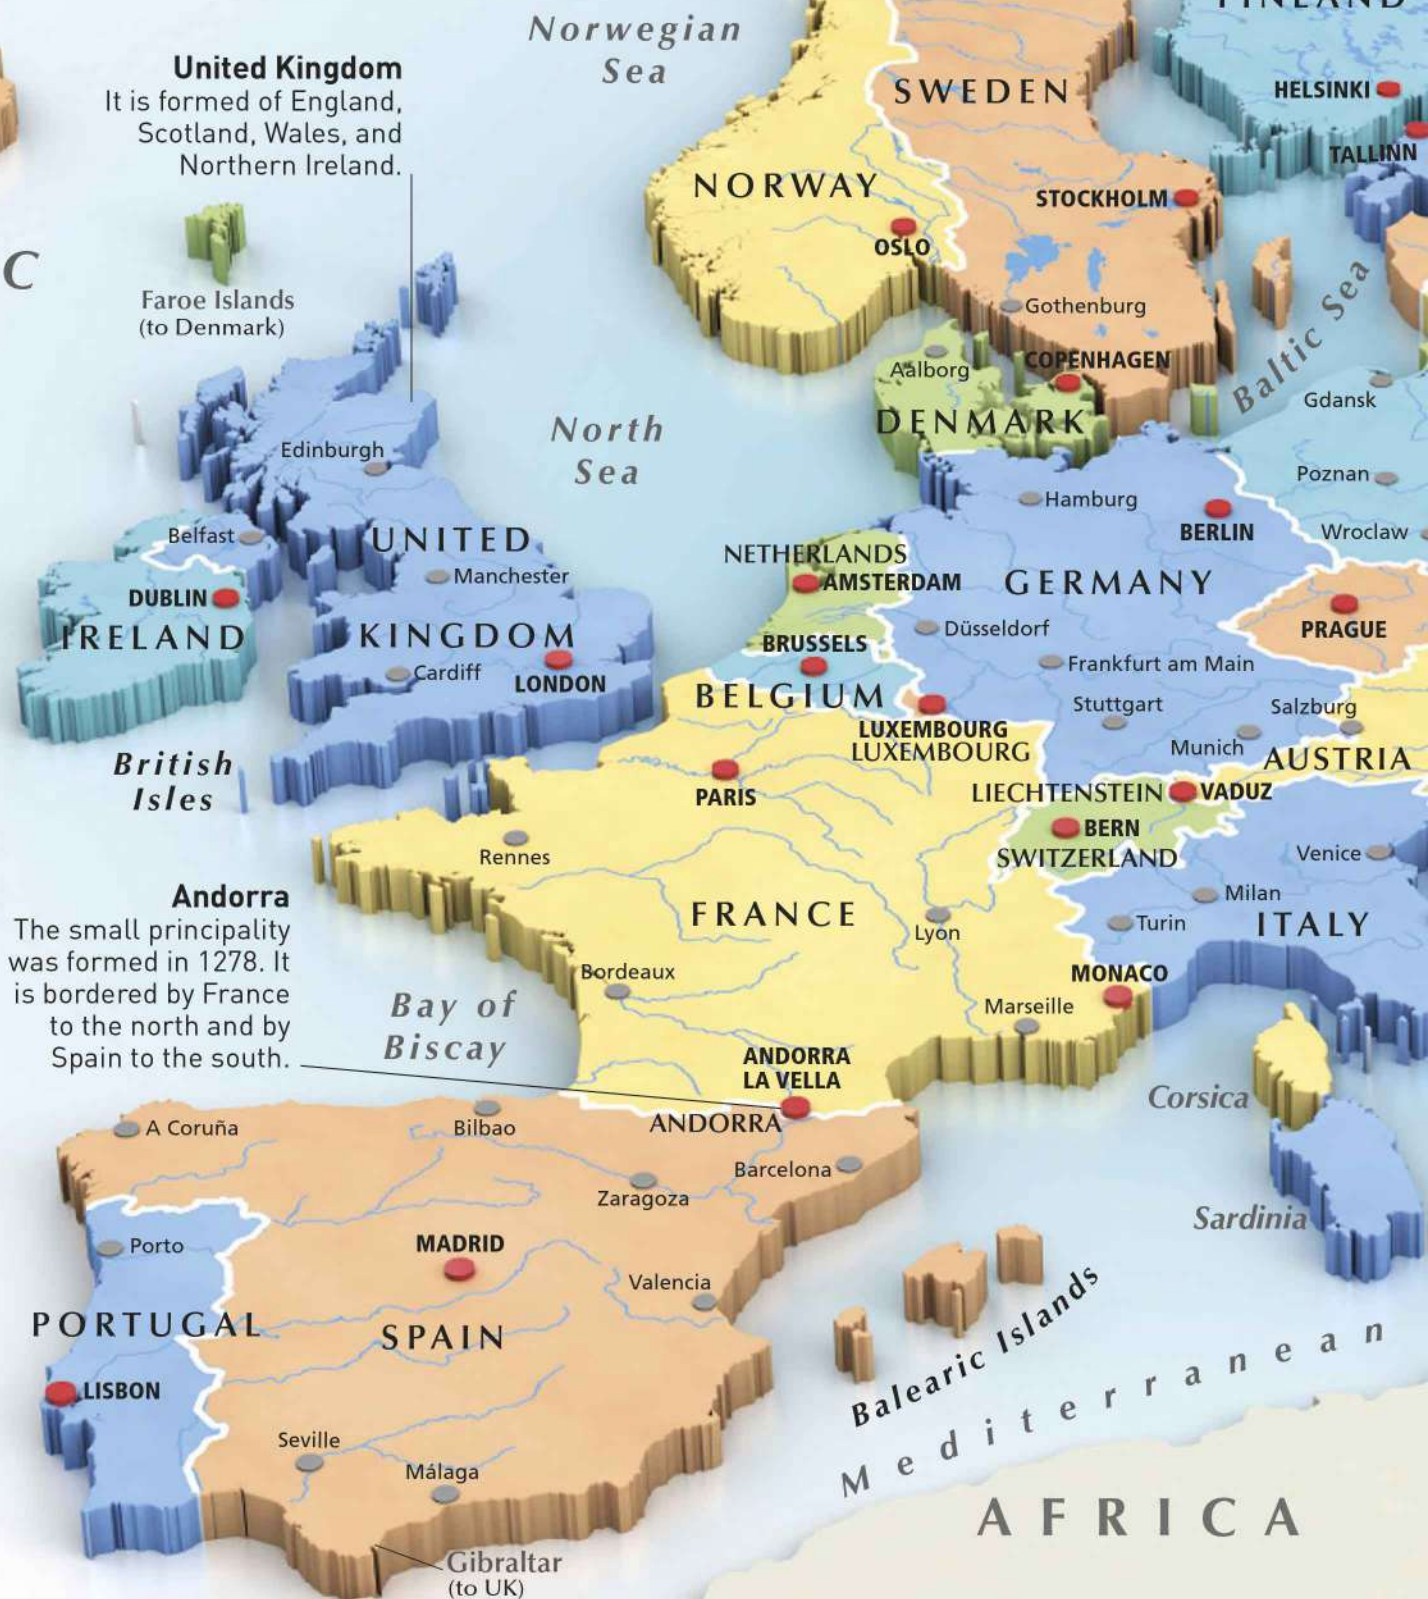 FINLAND
Norwegian
Sea
United Kingdom
It is formed of England,
Scotland, Wales, and
Northern Ireland.
SWEDEN
HELSINKI
TALLINN
NORWAY
STOCKHOLM
OSLO
C
Faroe Islands
(to Denmark)
Gothenburg
Baltic Sea
Aalborg
COPENHAGEN
DENMARK
Gdansk
North
Sea
Edinburgh
Poznan
Hamburg
BERLIN
Wroclaw
Belfast
UNITED
KINGDOM
NETHERLANDS
AMSTERDAM
GERMANY
Manchester
DUBLIN
IRELAND
Düsseldorf
PRAGUE
BRUSSELS
Frankfurt am Main
Cardiff
LONDON
BELGIUM
Stuttgart
Salzburg
LUXEMBOURG
LUXEMBOURG
Munich
AUSTRIA
British
Isles
PARIS
LIECHTENSTEIN
VADUZ
BERN
SWITZERLAND
Rennes
Venice
Milan
Andorra
The small principality
was formed in 1278. It
is bordered by France
to the north and by
Spain to the south.
FRANCE
Lyon
Turin
ITALY
Bordeaux
MONACO
Bay of
Biscay
Marseille
ANDORRA
LA VELLA
ANDORRA
Corsica
A Coruña
Bilbao
Barcelona
Zaragoza
Sardinia
Porto
MADRID
Valencia
PORTUGAL
SPAIN
Balearic Islands
Mediterranean
LISBON
Seville
Málaga
AFRICA
Gibraltar
(to UK)